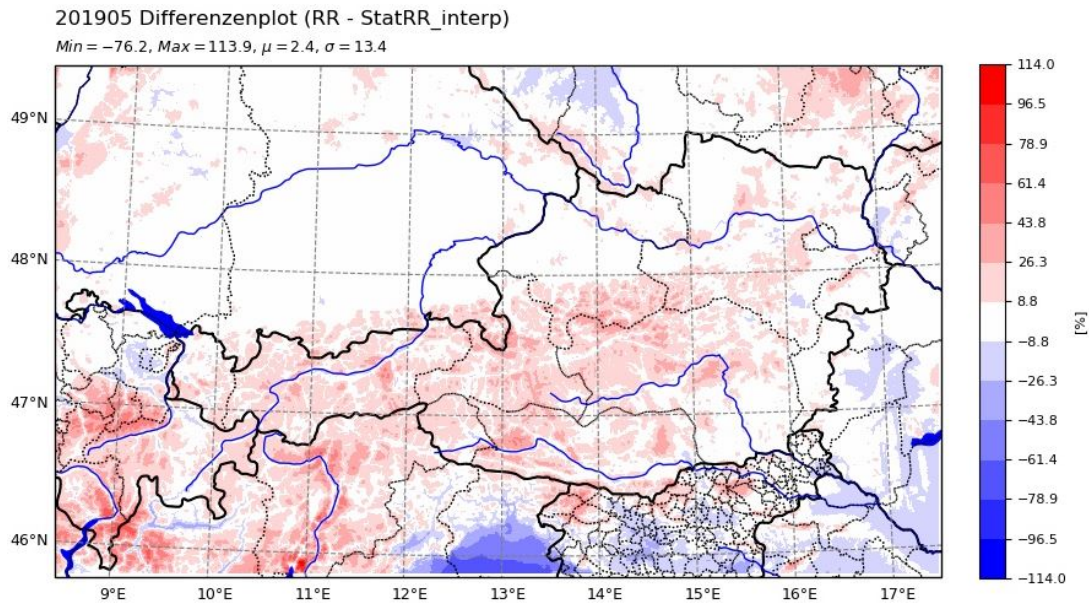 201905 Differenzenplot (RR - StatRR_interp)
Min = −76.2, Max = 113.9, μ = 2.4, σ = 13.4
49°N
48°N
47°N
46°N
9°E 10°E 11°E 12°E 13°E 14°E 15°E 16°E 17°E
114.0
96.5
78.9
61.4
43.8
26.3
8.8
−8.8
−26.3
−43.8
−61.4
−78.9
−96.5
−114.0
[%]